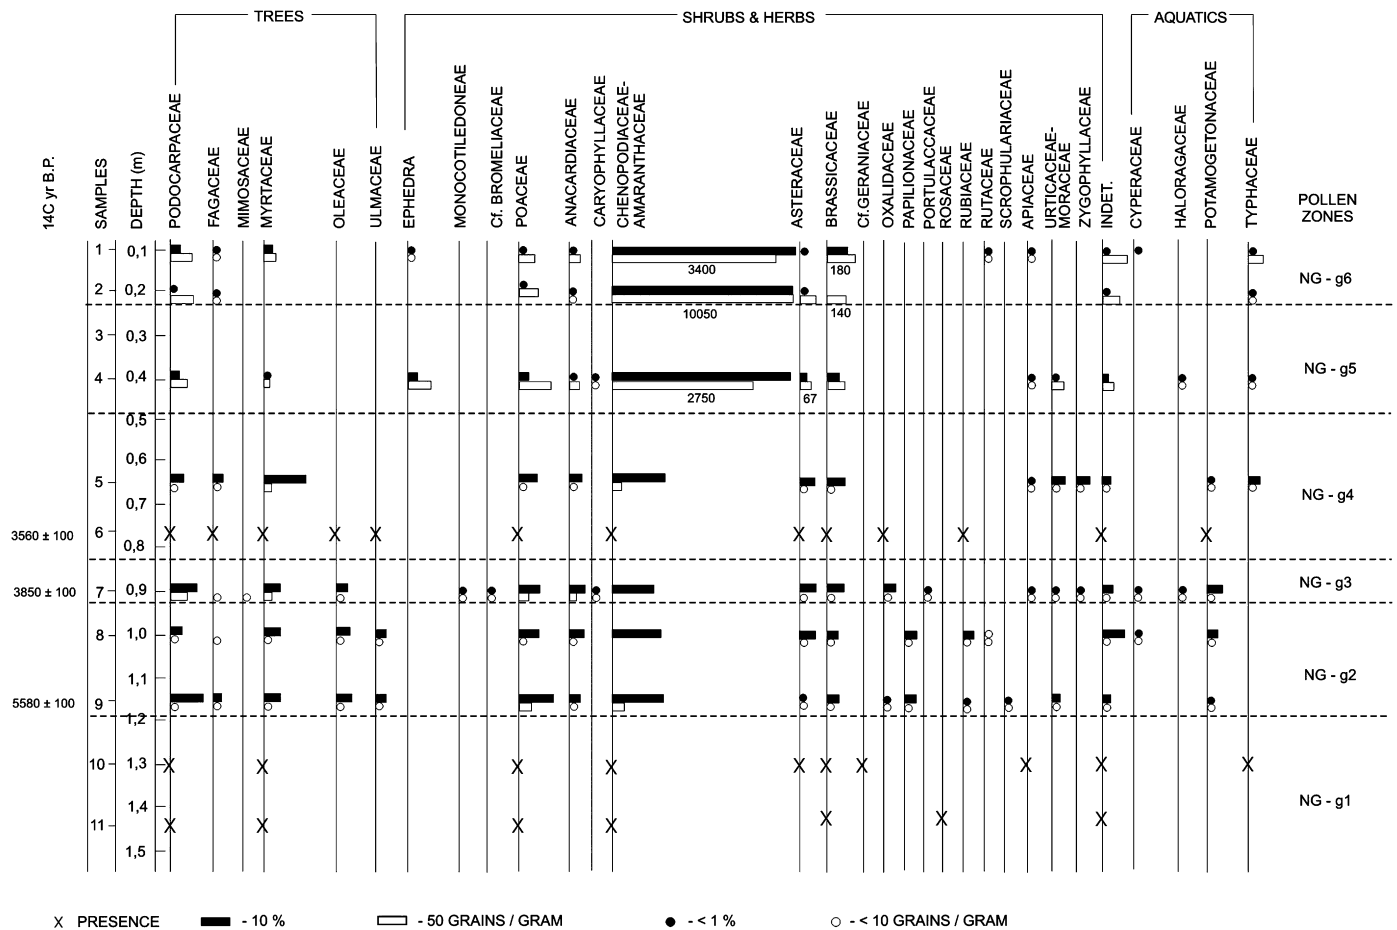 TREES
SHRUBS & HERBS
AQUATICS
14C yr B.P.
SAMPLES
DEPTH (m)
PODOCARPACEAE
FAGACEAE
MIMOSACEAE
MYRTACEAE
OLEACEAE
ULMACEAE
EPHEDRA
MONOCOTILEDONEAE
Cf. BROMELIACEAE
POACEAE
ANACARDIACEAE
CARYOPHYLLACEAE
CHENOPODIACEAE-
AMARANTHACEAE
ASTERACEAE
BRASSICACEAE
Cf.GERANIACEAE
OXALIDACEAE
PAPLIONACEAE
PORTULACCACEAE
ROSACEAE
RUBIACEAE
RUTACEAE
SCROPHULARIACEAE
APIACEAE
URTICACEAE-
MORACEAE
ZYGOPHYLLACEAE
INDET.
CYPERACEAE
HALORAGACEAE
POTAMOGETONACEAE
TYPHACEAE
POLLEN
ZONES
1 0,1
3400 180
NG - g6
2 0,2
10050 140
3 0,3
4 0,4
NG - g5
2750 67
0,5
0,6
5
NG - g4
0,7
3560 ± 100 6 X X X X X X X X X X X X X
0,8
3850 ± 100 7 0,9 NG - g3
8 1,0
1,1
NG - g2
5580 ± 100 9
1,2
10 1,3 X X X X X X X X X X
NG - g1
1,4
11 X X X X X X X
1,5
X PRESENCE - 10 % - 50 GRAINS / GRAM - < 1 % - < 10 GRAINS / GRAM